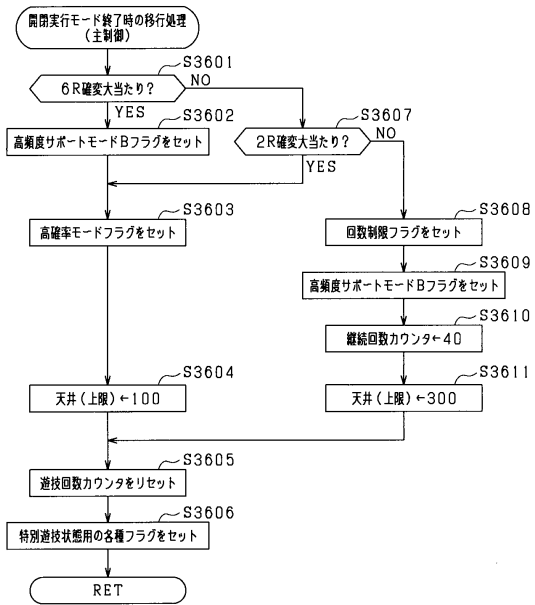 開閉実行モード終了時の移行処理
(主制御)
S3601
6R確変大当たり?
NO
YES
S3602
高頻度サポートモードBフラグをセット
S3607
2R確変大当たり?
NO
YES
S3603
高確率モードフラグをセット
S3608
回数制限フラグをセット
S3609
高頻度サポートモードBフラグをセット
S3610
継続回数カウンタ←40
S3604
天井(上限)←100
S3611
天井(上限)←300
S3605
遊技回数カウンタをリセット
S3606
特別遊技状態用の各種フラグをセット
RET